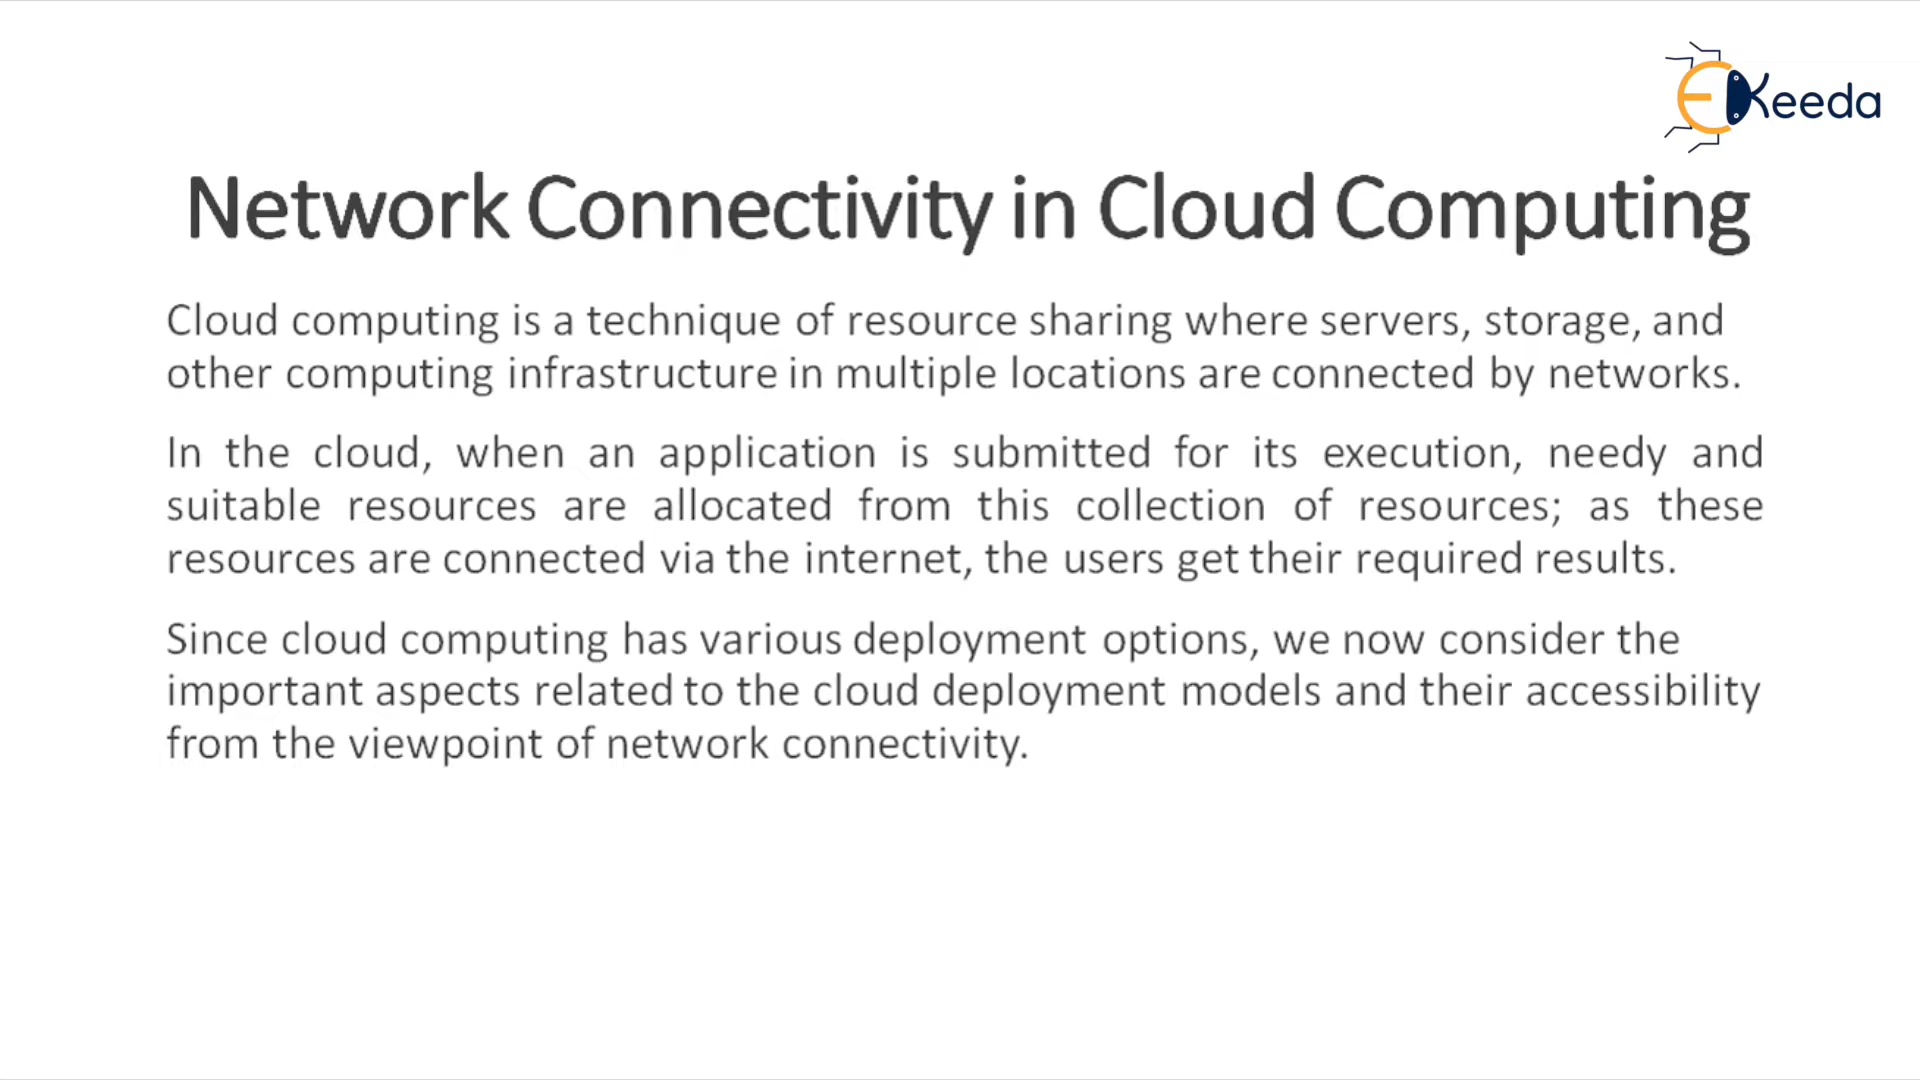 EKeeda
Network Connectivity in Cloud Computing
Cloud computing is a technique of resource sharing where servers, storage, and
other computing infrastructure in multiple locations are connected by networks.
In the cloud, when an application is submitted for its execution, needy and
suitable resources are allocated from this collection of resources; as these
resources are connected via the internet, the users get their required results.
Since cloud computing has various deployment options, we now consider the
important aspects related to the cloud deployment models and their accessibility
from the viewpoint of network connectivity.